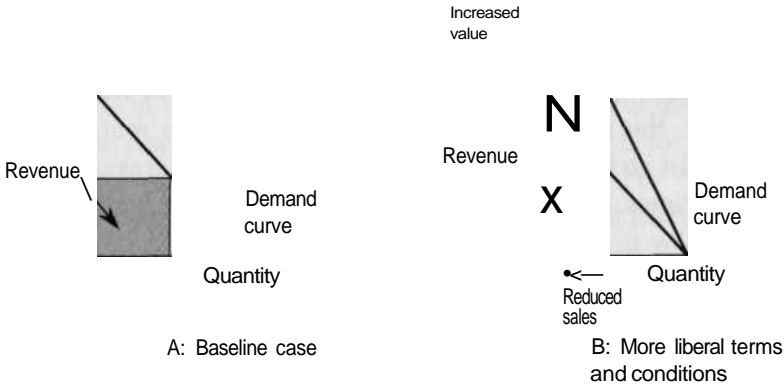 Increased
value
Revenue
Demand
curve
Quantity
A: Baseline case
N
Revenue
x
Demand
curve
Quantity
Reduced
sales
B: More liberal terms
and conditions